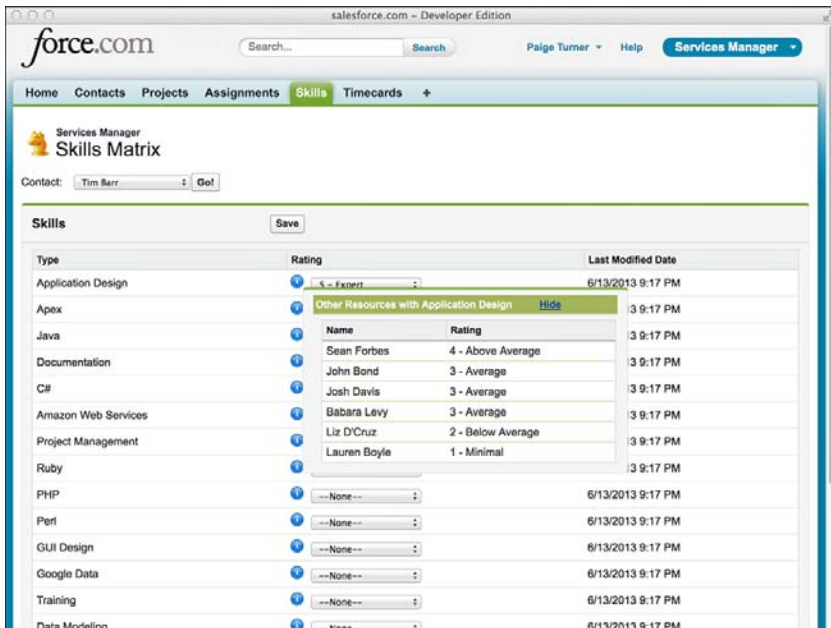 salesforce.com – Developer Edition
force.com Search... Search Paige Turner Help Services Manager
Home Contacts Projects Assignments Skills Timecards +
Services Manager
Skills Matrix
Contact: Tim Barr Go!
Skills Save
Type Rating Last Modified Date
Application Design 5 – Expert 6/13/2013 9:17 PM
Other Resources with Application Design Hide
Apex 3 9:17 PM
Name Rating
Java 3 9:17 PM
Sean Forbes 4 - Above Average
Documentation 3 9:17 PM
John Bond 3 - Average
C# Josh Davis 3 - Average 3 9:17 PM
Amazon Web Services Babara Levy 3 - Average 3 9:17 PM
Liz D'Cruz 2 - Below Average
Project Management 3 9:17 PM
Lauren Boyle 1 - Minimal
Ruby 3 9:17 PM
PHP --None-- 6/13/2013 9:17 PM
Perl --None-- 6/13/2013 9:17 PM
GUI Design --None-- 6/13/2013 9:17 PM
Google Data --None-- 6/13/2013 9:17 PM
Training --None-- 6/13/2013 9:17 PM
Data Modeling --None-- 6/13/2013 9:17 PM